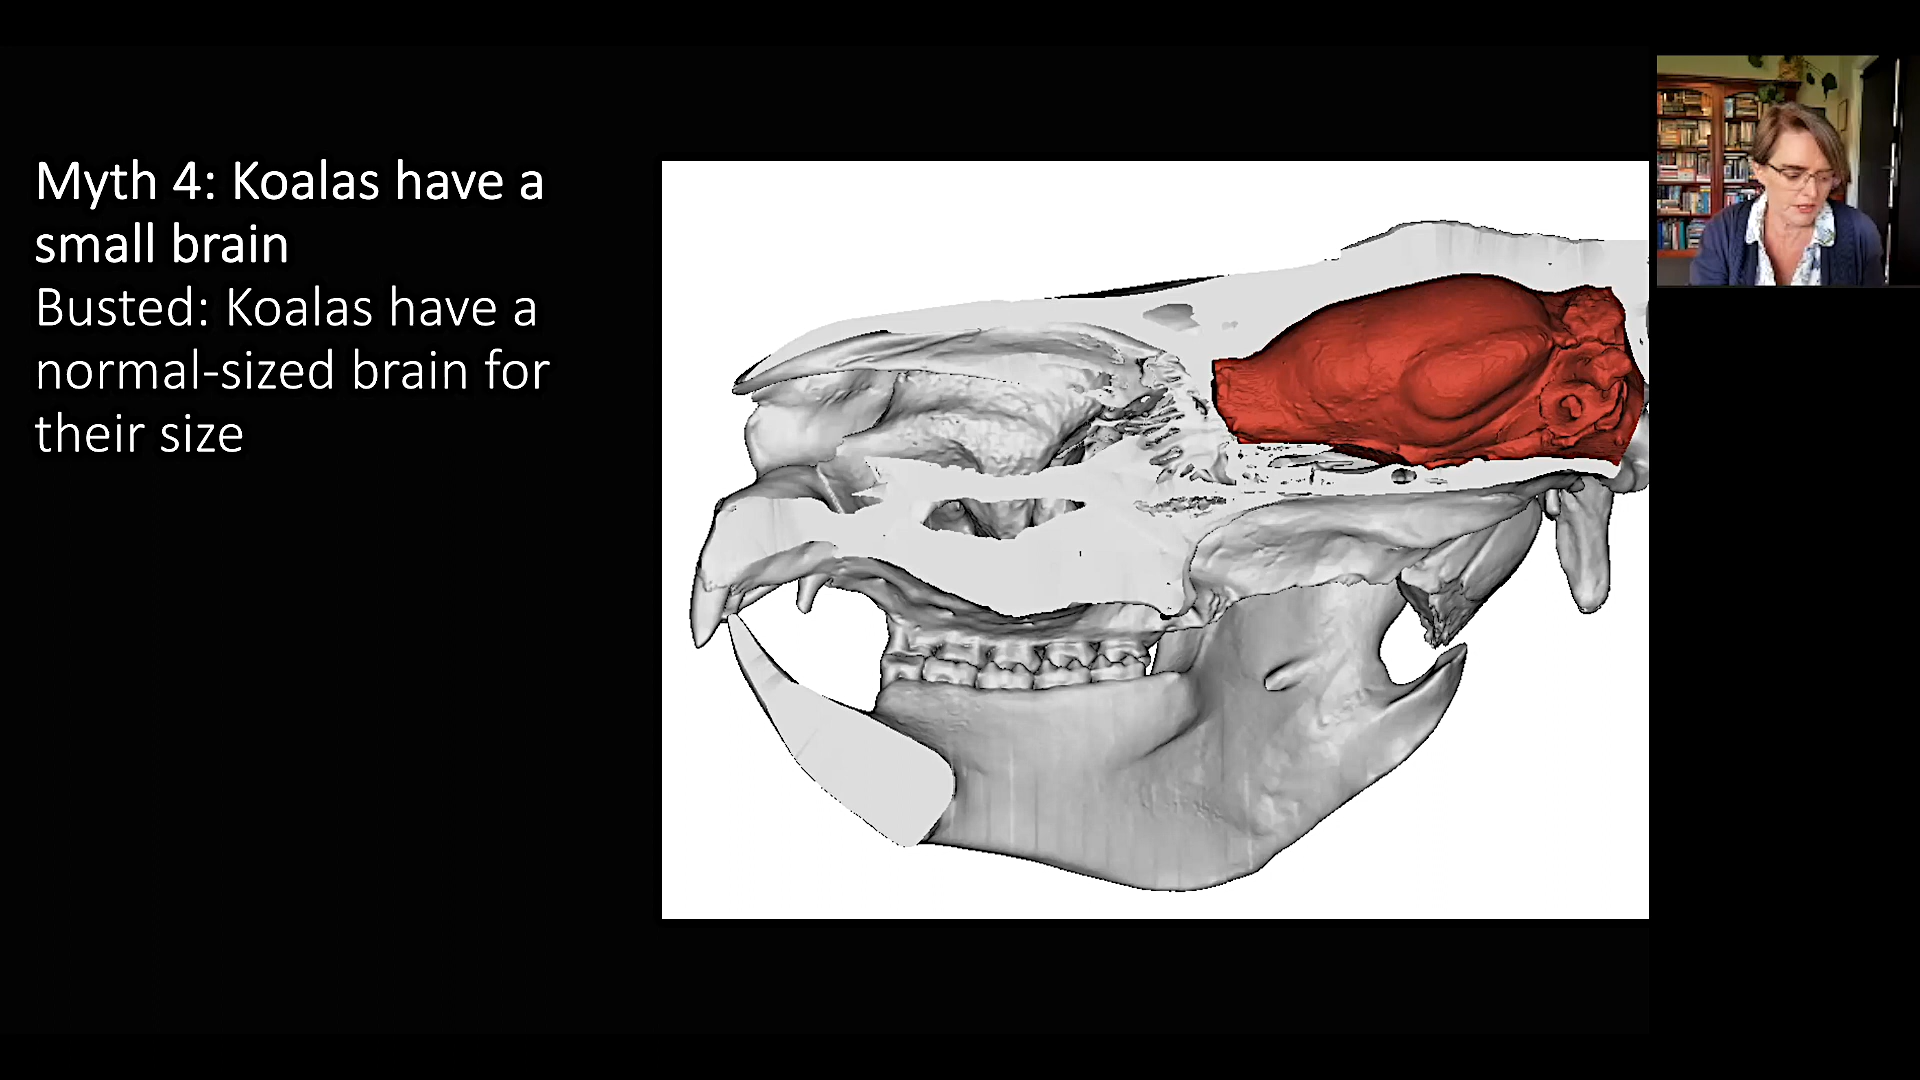 Myth 4: Koalas have a
small brain
Busted: Koalas have a
normal-sized brain for
their size